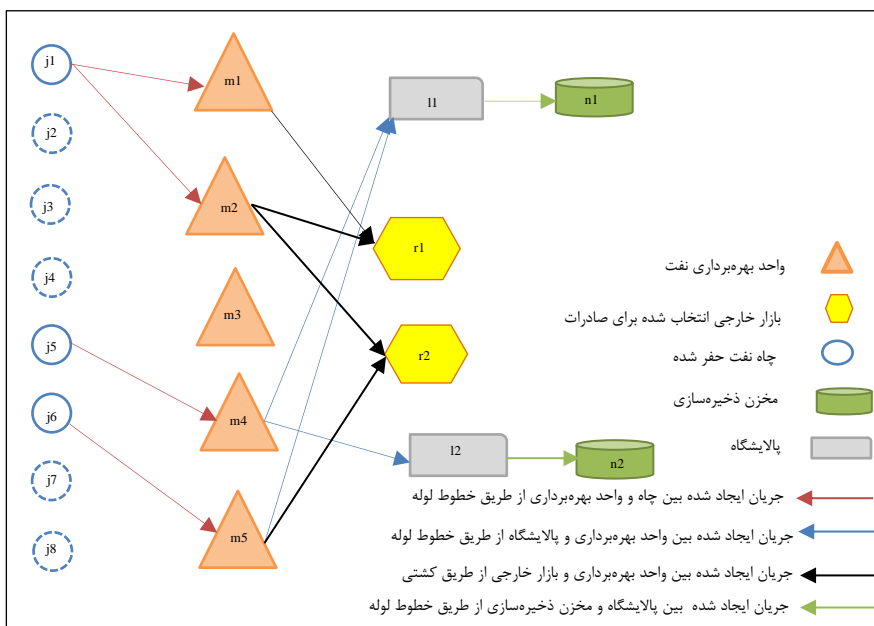 j1
j2
j3
j4
j5
j6
j7
j8
m1
m2
m3
m4
m5
l1
n1
r1
r2
l2
n2
واحد بهره‌برداری نفت
بازار خارجی انتخاب شده برای صادرات
چاه نفت حفر شده
مخزن ذخیره‌سازی
پالایشگاه
جریان ایجاد شده بین چاه و واحد بهره‌برداری از طریق خطوط لوله
جریان ایجاد شده بین واحد بهره‌برداری و پالایشگاه از طریق خطوط لوله
جریان ایجاد شده بین واحد بهره‌برداری و بازار خارجی از طریق کشتی
جریان ایجاد شده بین پالایشگاه و مخزن ذخیره‌سازی از طریق خطوط لوله